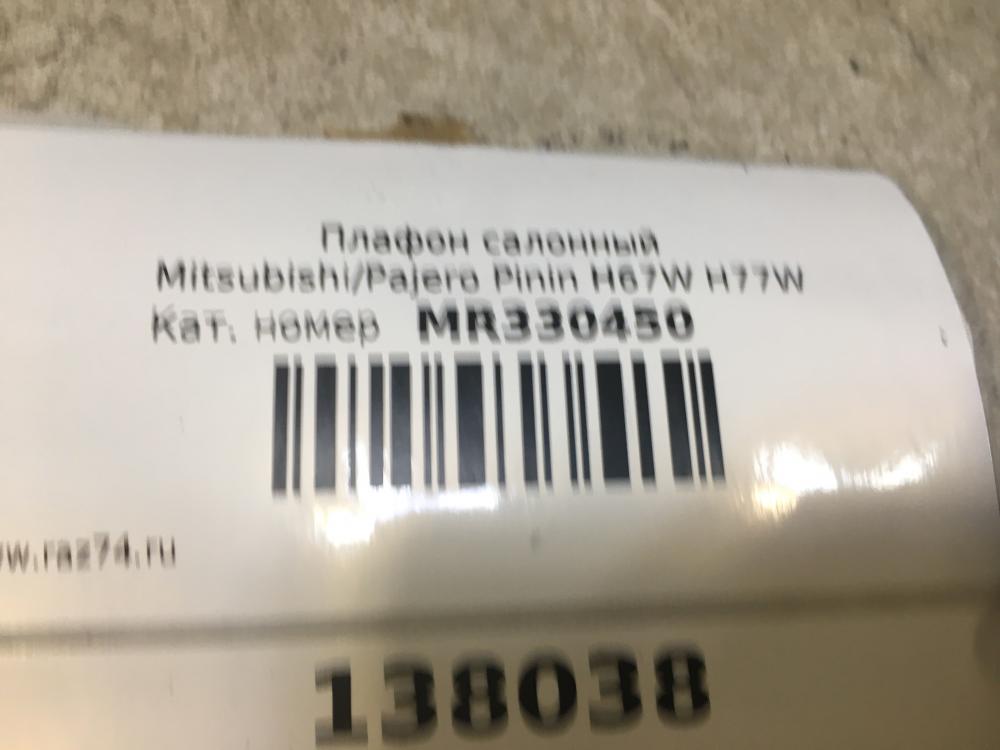 Плафон салонный
Mitsubishi/Pajero Pinin H67W H77W
Кат. номер MR330450
w.raz74.ru
138038